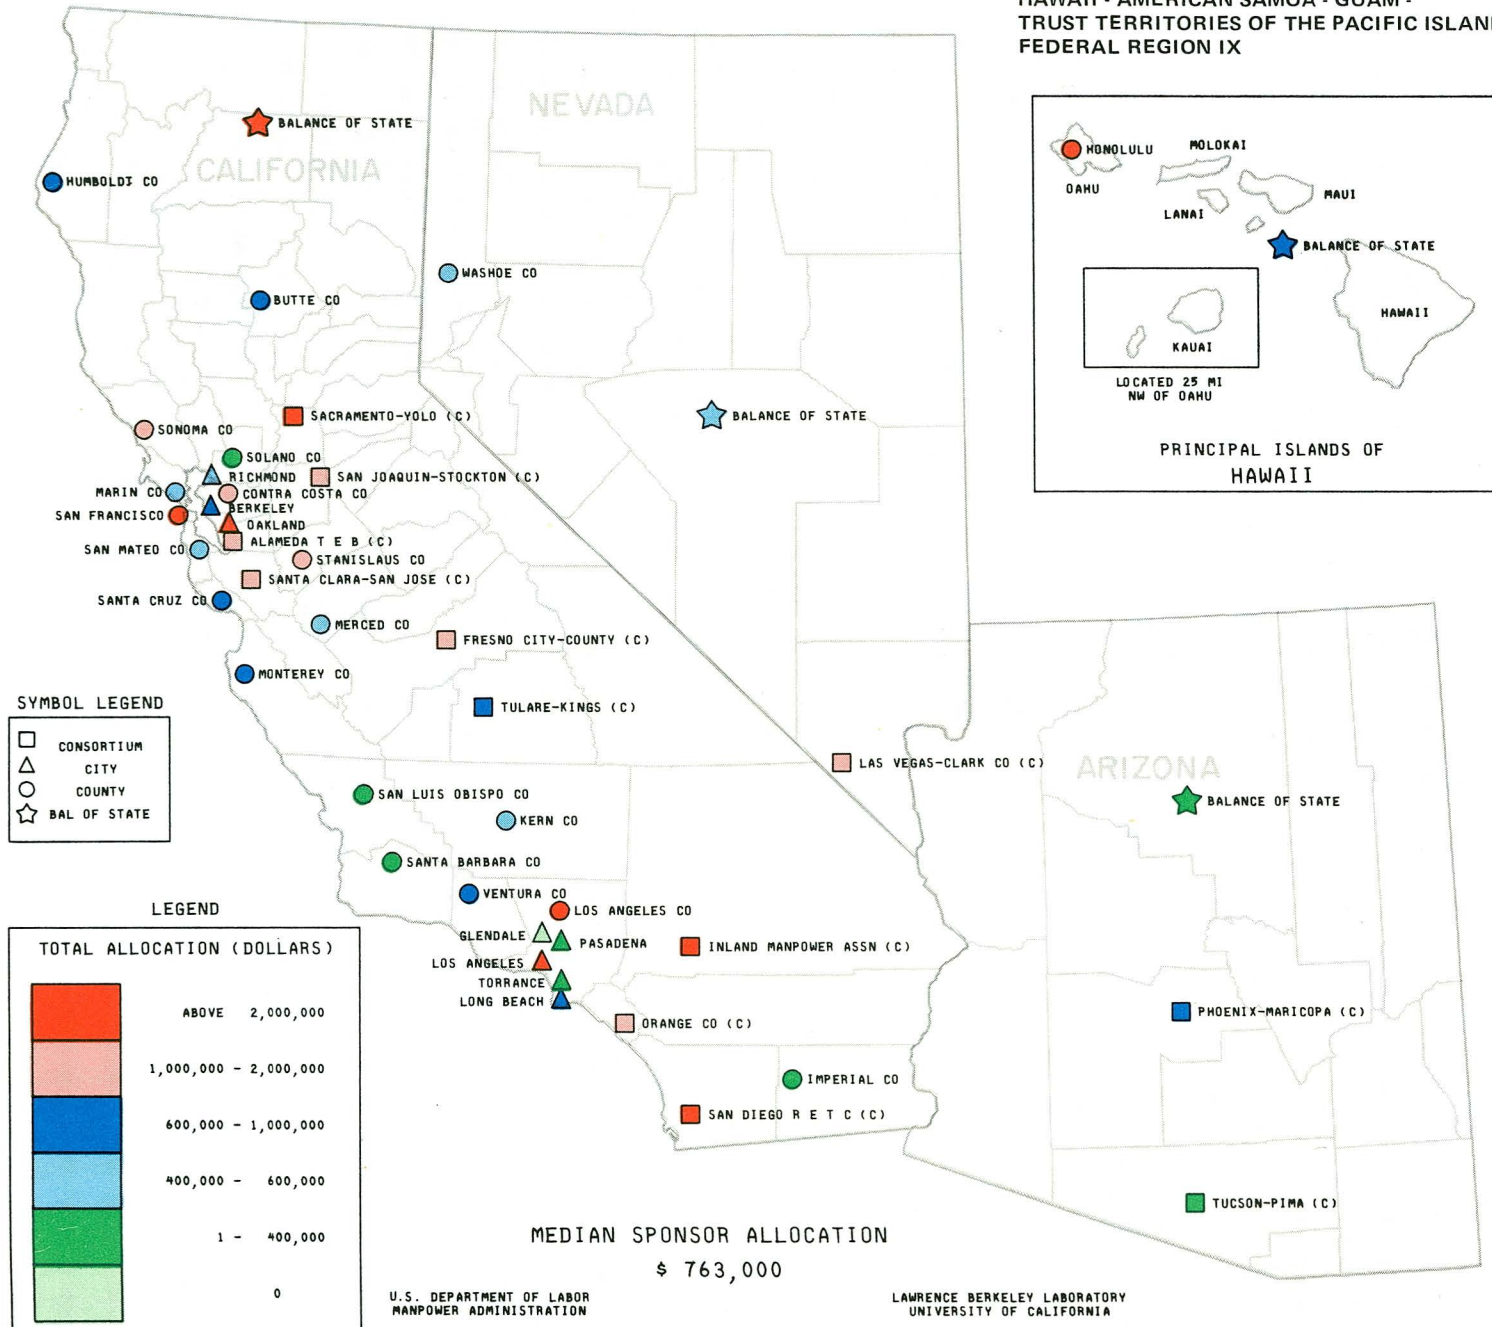 HAWAII - AMERICAN SAMOA - GUAM -
TRUST TERRITORIES OF THE PACIFIC ISLAN
FEDERAL REGION IX
NEVADA
BALANCE OF STATE
CALIFORNIA
HUMBOLDT CO
WASHOE CO
BUTTE CO
BALANCE OF STATE
SACRAMENTO-YOLO (C)
SONOMA CO
SOLANO CO
RICHMOND
SAN JOAQUIN-STOCKTON (C)
MARIN CO
CONTRA COSTA CO
BERKELEY
SAN FRANCISCO
OAKLAND
ALAMEDA T E B (C)
SAN MATEO CO
STANISLAUS CO
SANTA CLARA-SAN JOSE (C)
SANTA CRUZ CO
MERCED CO
FRESNO CITY-COUNTY (C)
MONTEREY CO
TULARE-KINGS (C)
LAS VEGAS-CLARK CO (C)
SAN LUIS OBISPO CO
KERN CO
SANTA BARBARA CO
VENTURA CO
LOS ANGELES CO
GLENDALE
PASADENA
INLAND MANPOWER ASSN (C)
LOS ANGELES
TORRANCE
LONG BEACH
ORANGE CO (C)
IMPERIAL CO
SAN DIEGO R E T C (C)
HONOLULU
MOLOKAI
OAHU
MAUI
LANAI
BALANCE OF STATE
HAWAII
KAUAI
LOCATED 25 MI
NW OF OAHU
PRINCIPAL ISLANDS OF
HAWAII
ARIZONA
BALANCE OF STATE
PHOENIX-MARICOPA (C)
TUCSON-PIMA (C)
SYMBOL LEGEND
CONSORTIUM
CITY
COUNTY
BAL OF STATE
LEGEND
TOTAL ALLOCATION (DOLLARS)
ABOVE 2,000,000
1,000,000 - 2,000,000
600,000 - 1,000,000
400,000 - 600,000
1 - 400,000
0
MEDIAN SPONSOR ALLOCATION
$ 763,000
U.S. DEPARTMENT OF LABOR
MANPOWER ADMINISTRATION
LAWRENCE BERKELEY LABORATORY
UNIVERSITY OF CALIFORNIA